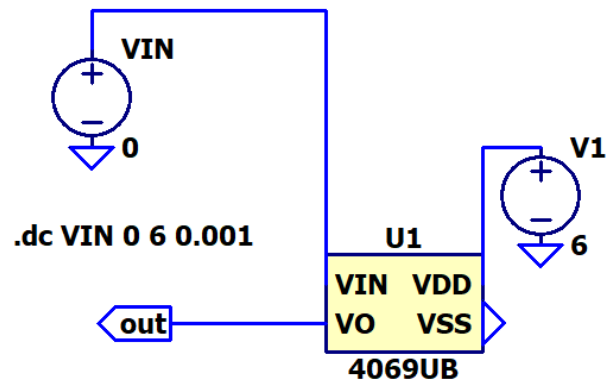 VIN
0
V1
6
.dc VIN 0 6 0.001
U1
VIN VDD
out
VO VSS
4069UB